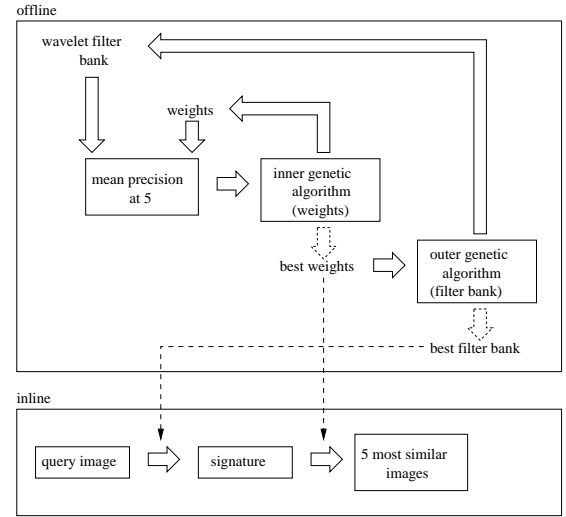 offline
wavelet filter
bank
weights
mean precision
at 5
inner genetic
algorithm
(weights)
best weights
outer genetic
algorithm
(filter bank)
best filter bank
inline
query image
signature
5 most similar
images